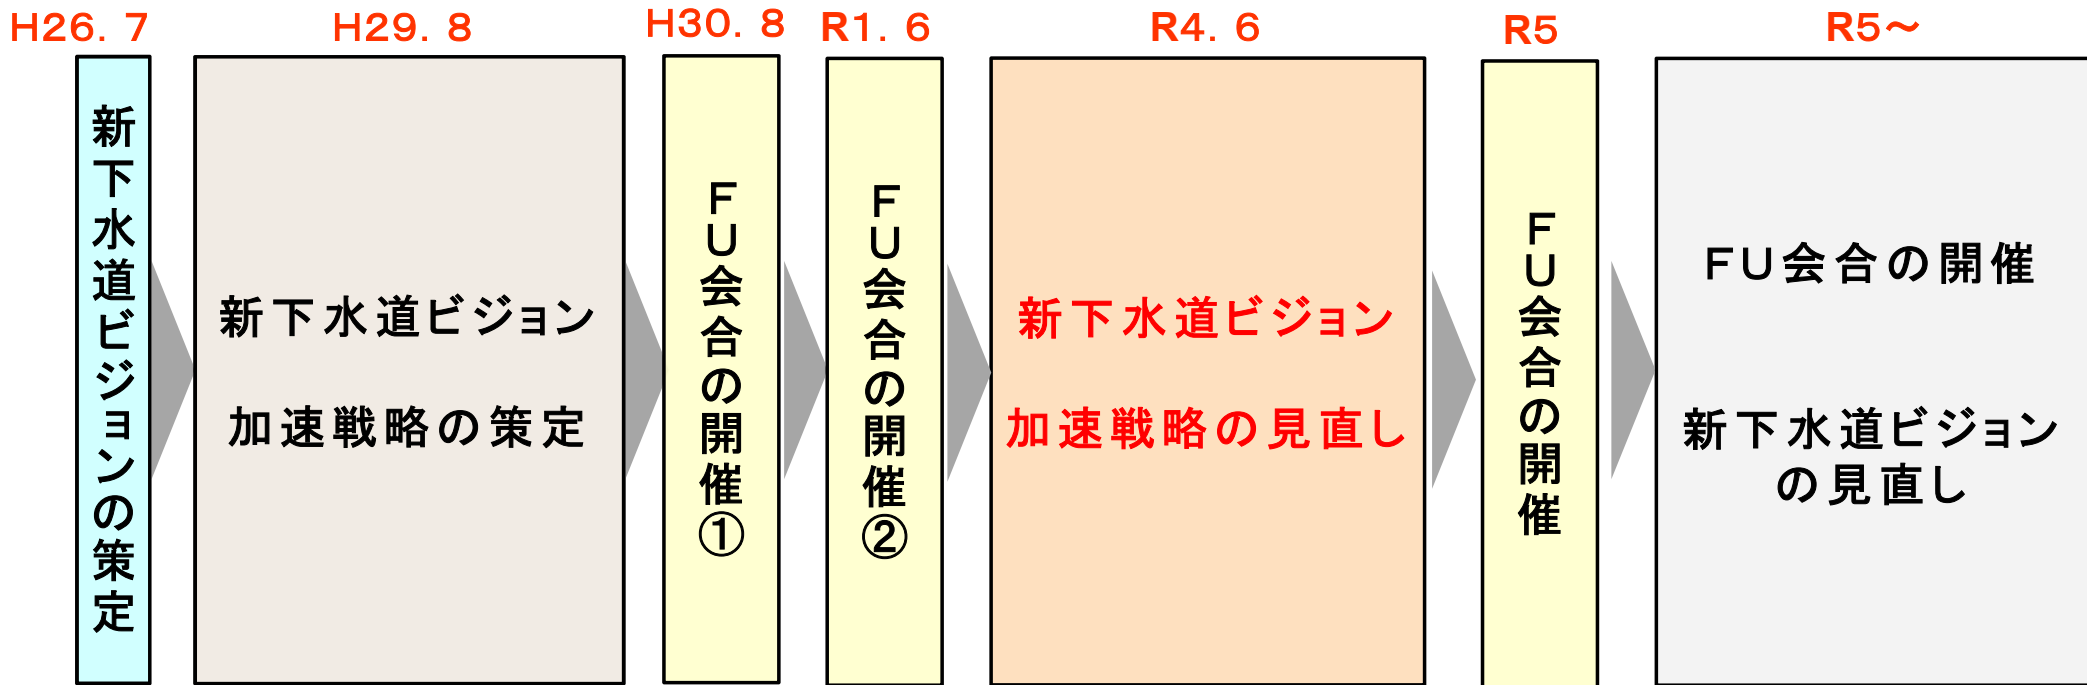 H26. 7
新下水道ビジョンの策定
H29. 8
新下水道ビジョン
加速戦略の策定
H30. 8
FU会合の開催①
R1. 6
FU会合の開催②
R4. 6
新下水道ビジョン
加速戦略の見直し
R5
FU会合の開催
R5～
FU会合の開催
新下水道ビジョン
の見直し